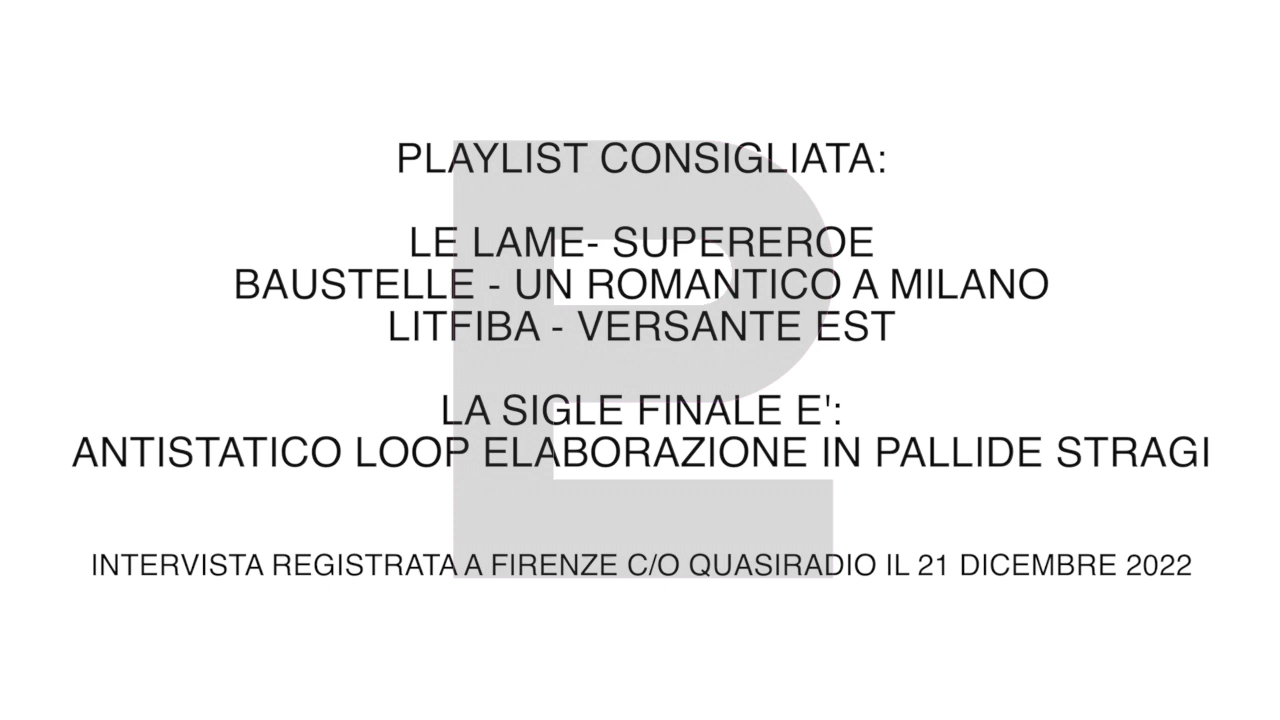 PLAYLIST CONSIGLIATA:
LE LAME- SUPEREROE
BAUSTELLE - UN ROMANTICO A MILANO
LITFIBA - VERSANTE EST
LA SIGLE FINALE E':
ANTISTATICO LOOP ELABORAZIONE IN PALLIDE STRAGI
INTERVISTA REGISTRATA A FIRENZE C/O QUASIRADIO IL 21 DICEMBRE 2022